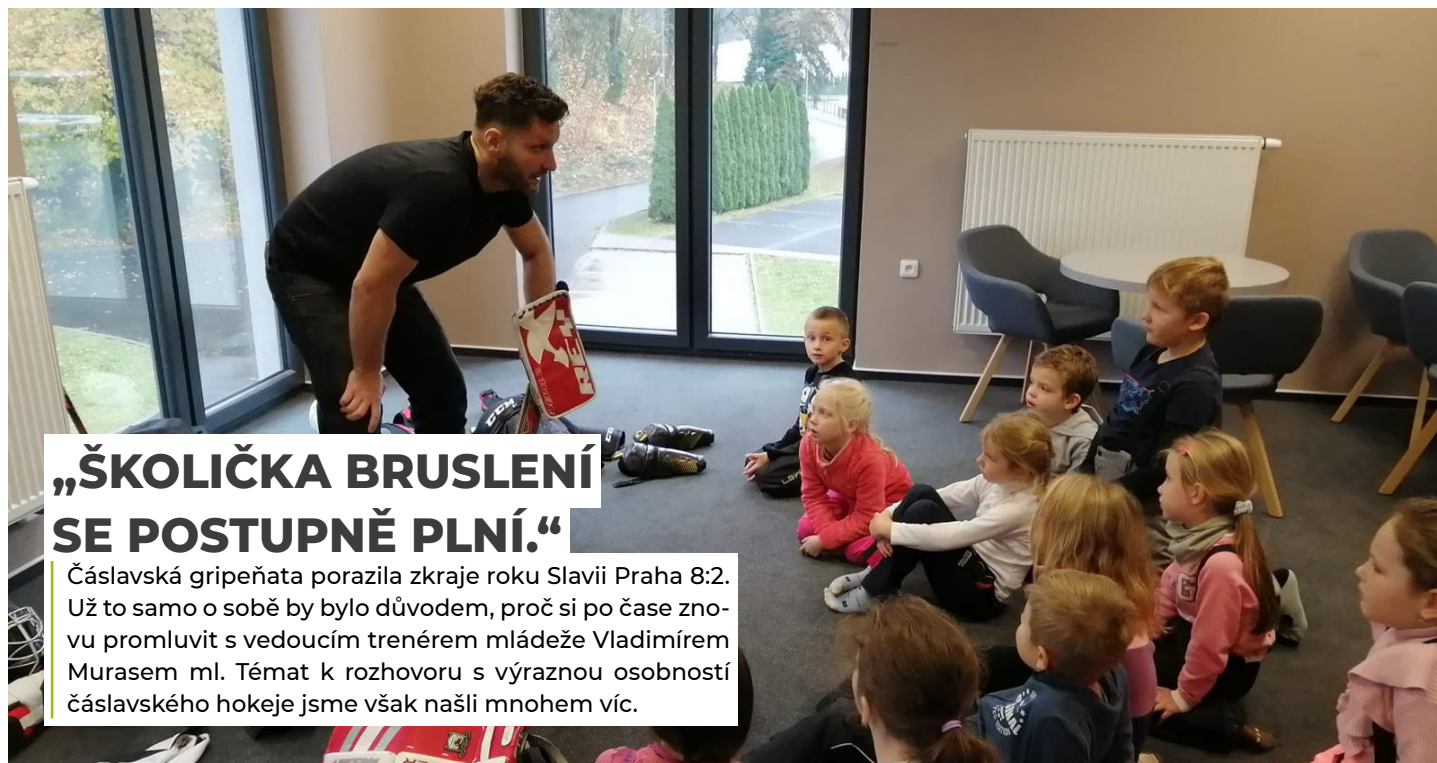 „ŠKOLIČKA BRUSLENÍ
SE POSTUPNĚ PLNÍ.“
Čáslavská gripeňata porazila zkraje roku Slavii Praha 8:2.
Už to samo o sobě by bylo důvodem, proč si po čase zno-
vu promluvit s vedoucím trenérem mládeže Vladimírem
Murasem ml. Témat k rozhovoru s výraznou osobností
čáslavského hokeje jsme však našli mnohem víc.
CCM
G